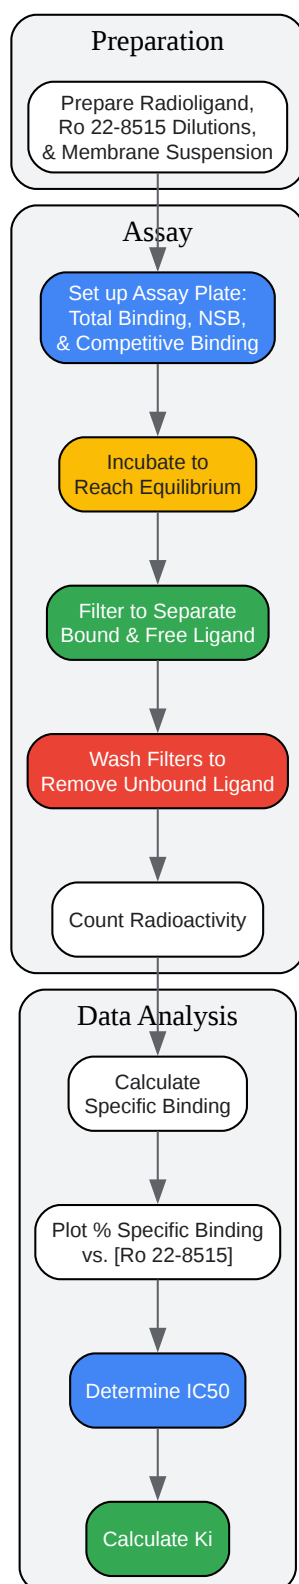 Preparation
Prepare Radioligand,
Ro 22-8515 Dilutions,
& Membrane Suspension
Assay
Set up Assay Plate:
Total Binding, NSB,
& Competitive Binding
Incubate to
Reach Equilibrium
Filter to Separate
Bound & Free Ligand
Wash Filters to
Remove Unbound Ligand
Count Radioactivity
Data Analysis
Calculate
Specific Binding
Plot % Specific Binding
vs. [Ro 22-8515]
Determine IC50
Calculate Ki